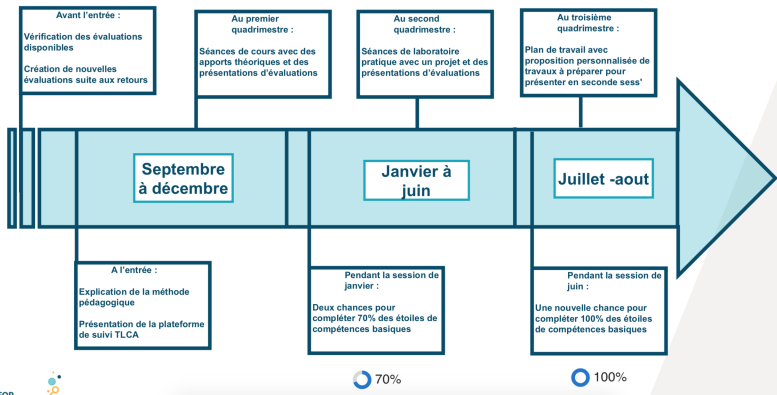 Avant l'entrée :
Vérification des évaluations
disponibles
Création de nouvelles
évaluations suite aux retours
Au premier
quadrimestre :
Séances de cours avec des
apports théoriques et des
présentations d'évaluations
Au second
quadrimestre :
Séances de laboratoire
pratique avec un projet et des
présentations d'évaluations
Au troisième
quadrimestre :
Plan de travail avec
proposition personnalisée de
travaux à préparer pour
présenter en seconde sess'
Septembre
à décembre
Janvier à
juin
Juillet -aout
A l'entrée :
Explication de la méthode
pédagogique
Présentation de la plateforme
de suivi TLCA
Pendant la session de
janvier :
Deux chances pour
compléter 70% des étoiles de
compétences basiques
Pendant la session de
juin :
Une nouvelle chance pour
compléter 100% des étoiles
de compétences basiques
70%
100%